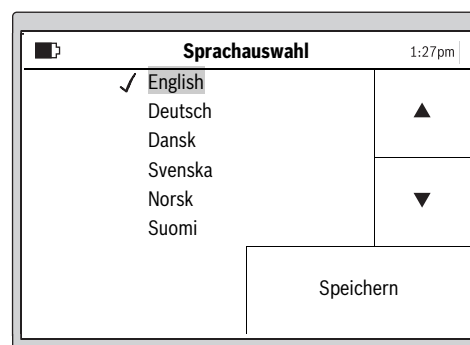 Sprachauswahl 1:27pm
English
Deutsch
Dansk
Svenska
Norsk
Suomi
Speichern